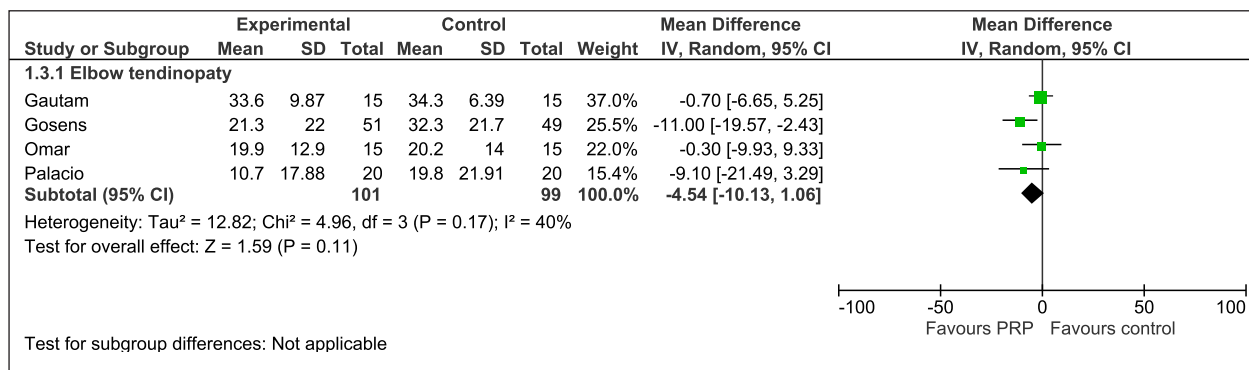 Experimental Control Mean Difference Mean Difference
Study or Subgroup Mean SD Total Mean SD Total Weight IV, Random, 95% CI IV, Random, 95% CI
1.3.1 Elbow tendinopaty
Gautam 33.6 9.87 15 34.3 6.39 15 37.0% -0.70 [-6.65, 5.25]
Gosens 21.3 22 51 32.3 21.7 49 25.5% -11.00 [-19.57, -2.43]
Omar 19.9 12.9 15 20.2 14 15 22.0% -0.30 [-9.93, 9.33]
Palacio 10.7 17.88 20 19.8 21.91 20 15.4% -9.10 [-21.49, 3.29]
Subtotal (95% CI) 101 99 100.0% -4.54 [-10.13, 1.06]
Heterogeneity: Tau² = 12.82; Chi² = 4.96, df = 3 (P = 0.17); I² = 40%
Test for overall effect: Z = 1.59 (P = 0.11)
-100 -50 0 50 100
Favours PRP Favours control
Test for subgroup differences: Not applicable